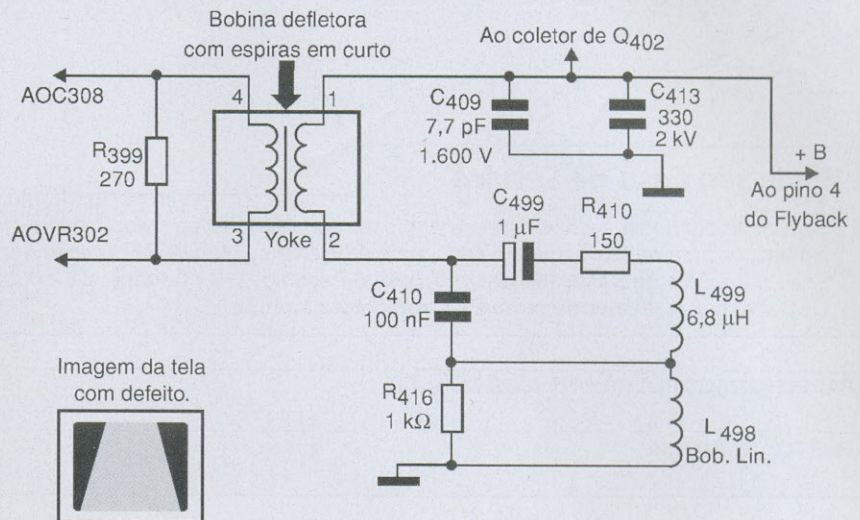 Bobina defletora
com espiras em curto
Ao coletor de Q402
AOC308
4
1
C409
7,7 pF
1.600 V
C413
330
2 kV
R399
270
+ B
Ao pino 4
do Flyback
AOVR302
3
Yoke
2
C499
1 µF
R410
150
C410
100 nF
L499
6,8 µH
Imagem da tela
com defeito.
R416
1 kΩ
L498
Bob. Lin.